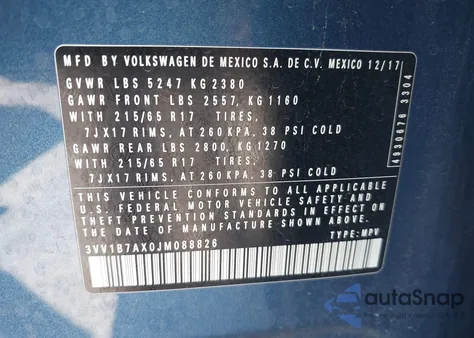 MFD BY VOLKSWAGEN DE MEXICO S.A. DE C.V. MEXICO 12/17
GVWR LBS 5247 KG 2380
GAWR FRONT LBS 2557, KG 1160
WITH 215/65 R17 TIRES,
7JX17 RIMS, AT 260 KPA, 38 PSI COLD
GAWR REAR LBS 2800, KG 1270
WITH 215/65 R17 TIRES,
7JX17 RIMS, AT 260 KPA, 38 PSI COLD
THIS VEHICLE CONFORMS TO ALL APPLICABLE
U.S. FEDERAL MOTOR VEHICLE SAFETY AND
THEFT PREVENTION STANDARDS IN EFFECT ON
THE DATE OF MANUFACTURE SHOWN ABOVE.
3VV1B7AX0JM088826 TYPE: MPV
4930676 3304
autoSnap